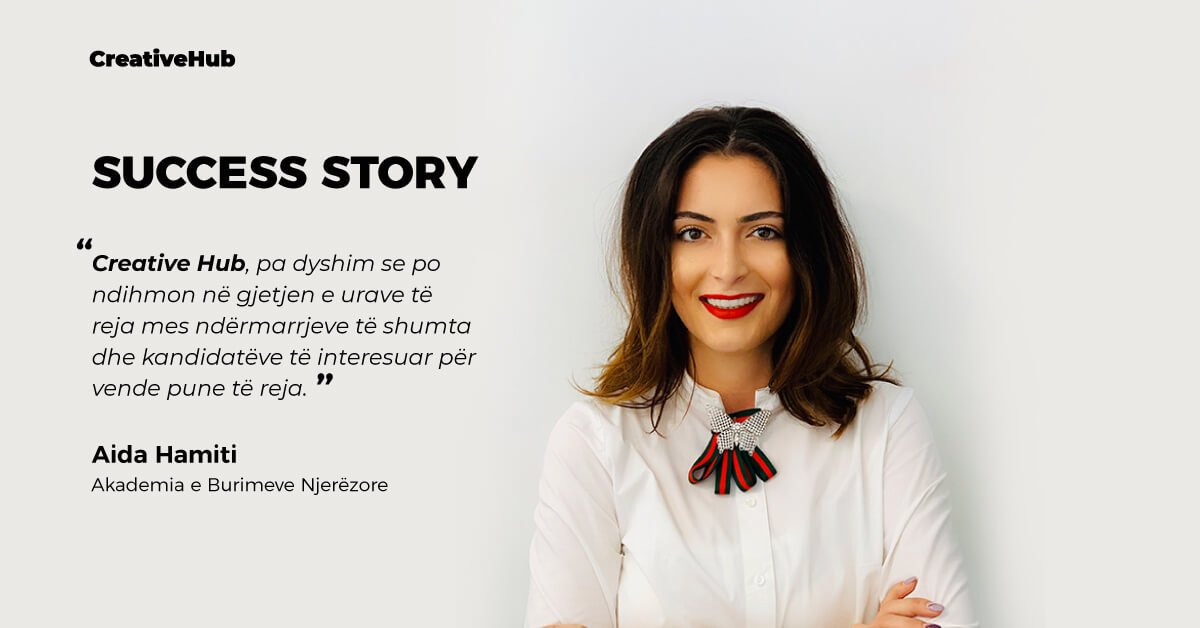 CreativeHub
SUCCESS STORY
“Creative Hub, pa dyshim se po
ndihmon në gjetjen e urave të
reja mes ndërmarrjeve të shumta
dhe kandidatëve të interesuar për
vende pune të reja.”
Aida Hamiti
Akademia e Burimeve Njerëzore